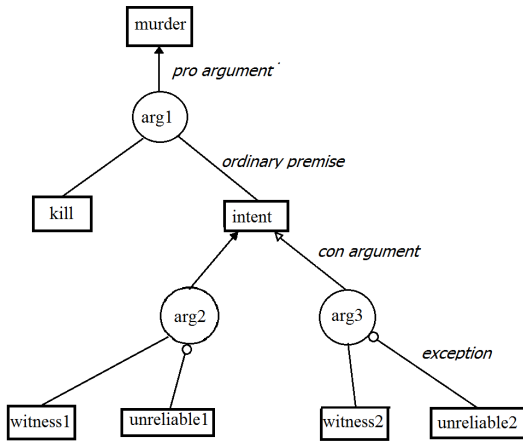 murder
pro argument
arg1
ordinary premise
kill
intent
con argument
arg2
arg3
exception
witness1
unreliable1
witness2
unreliable2